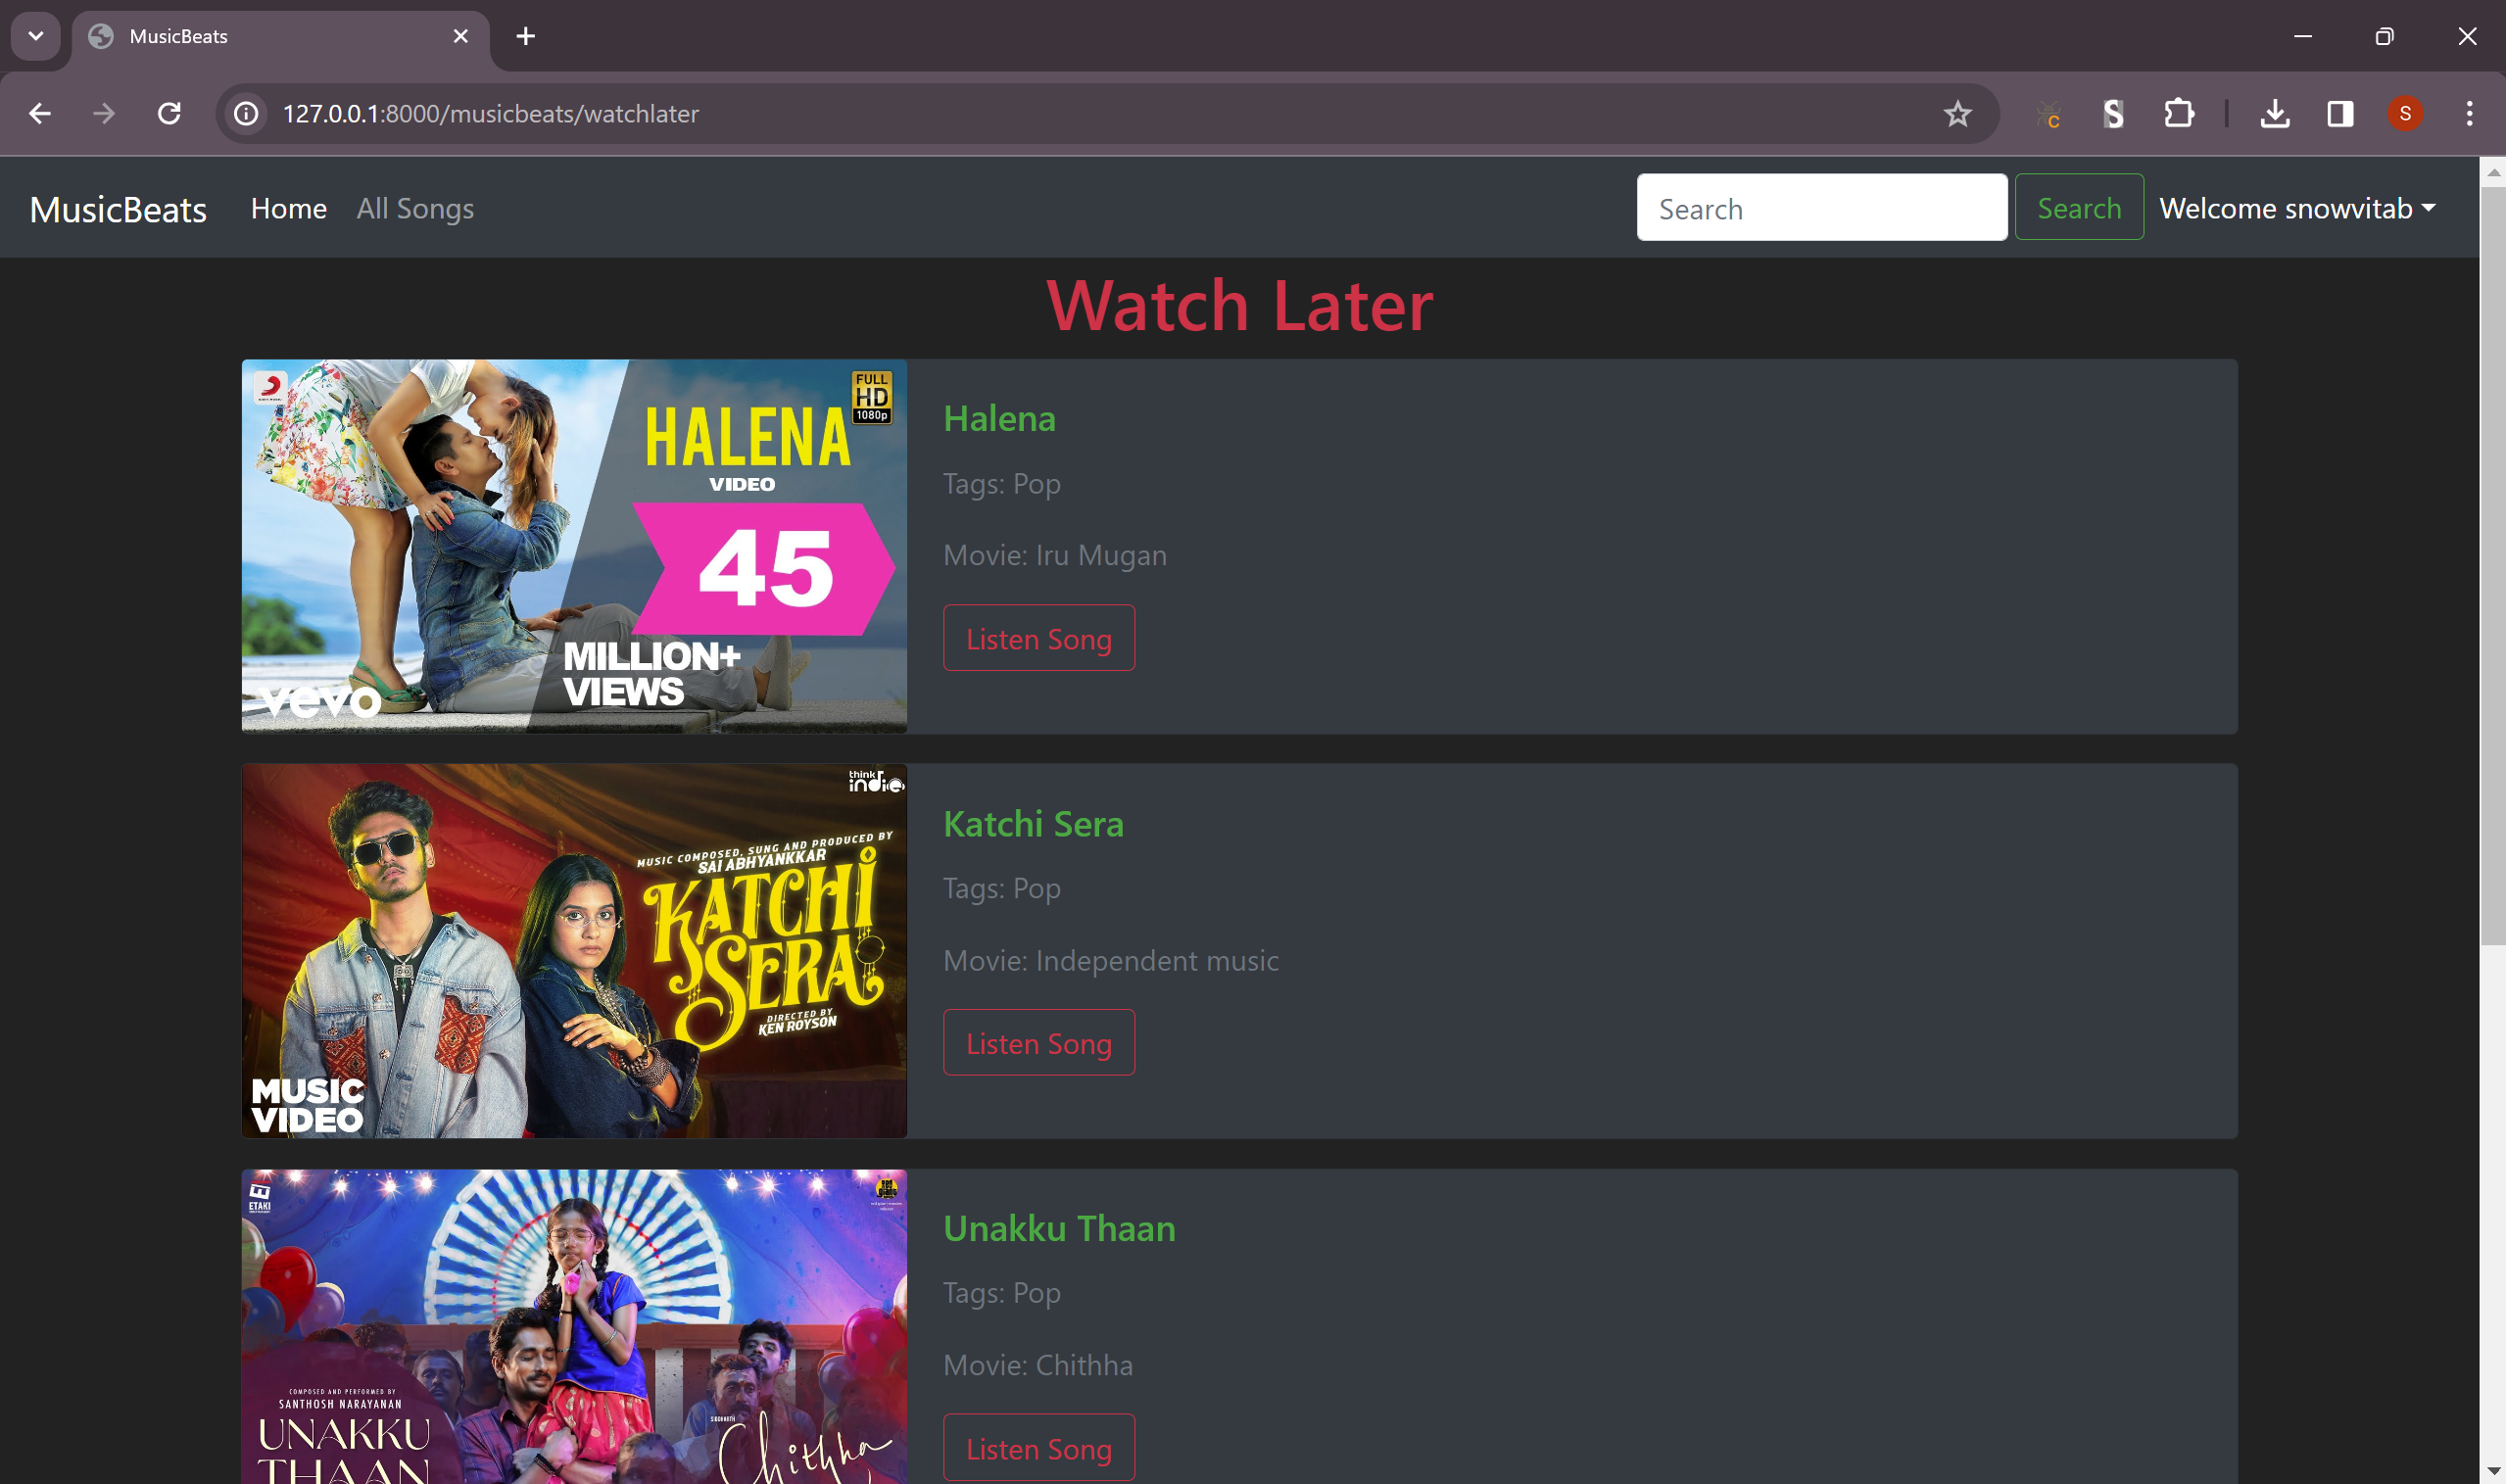 MusicBeats
127.0.0.1:8000/musicbeats/watchlater
C
S
S
MusicBeats Home All Songs Search Search Welcome snowvitab
Watch Later
FULL
HD
1080p
HALENA
VIDEO
45
MILLION+
VIEWS
vevo
Halena
Tags: Pop
Movie: Iru Mugan
Listen Song
think
indie
MUSIC COMPOSED, SUNG AND PRODUCED BY
SAI ABHYANKKAR
KATCHI
SERA
DIRECTED BY
KEN ROYSON
MUSIC
VIDEO
Katchi Sera
Tags: Pop
Movie: Independent music
Listen Song
ETAKI
COMPOSED AND PERFORMED BY
SANTHOSH NARAYANAN
UNAKKU
THAAN
SIDDHARTH
Chithha
Unakku Thaan
Tags: Pop
Movie: Chithha
Listen Song